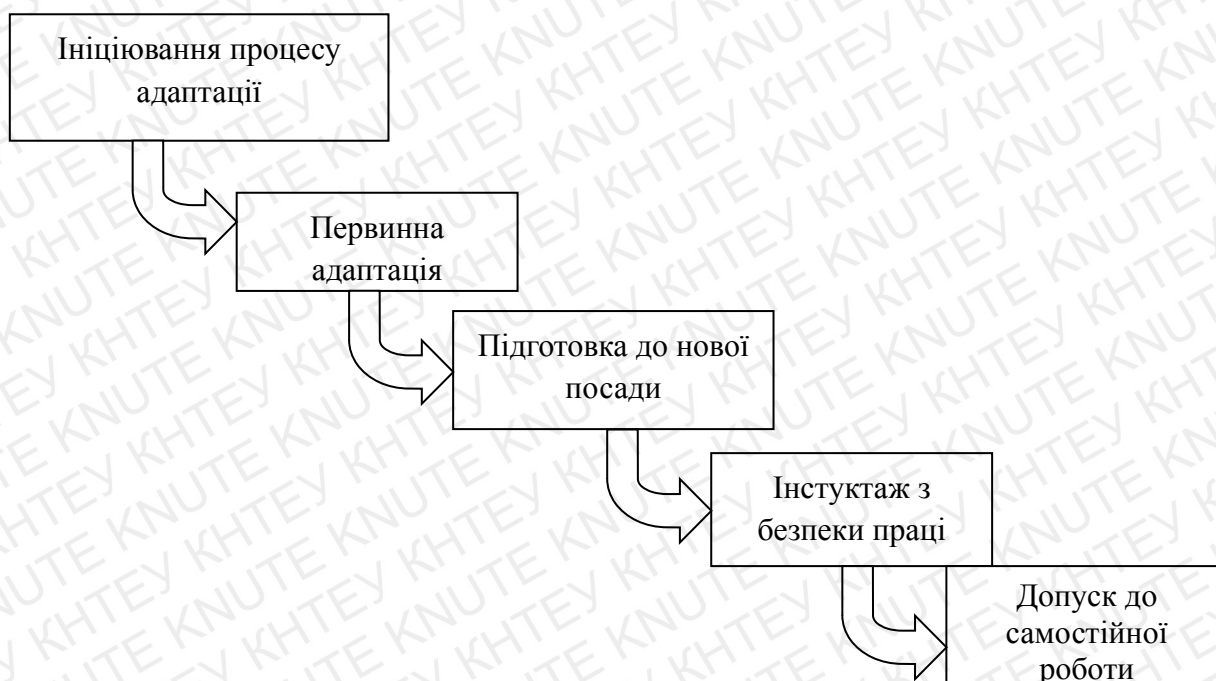 Ініціювання процесу
адаптації
Первинна
адаптація
Підготовка до нової
посади
Інстуктаж з
безпеки праці
Допуск до
самостійної
роботи